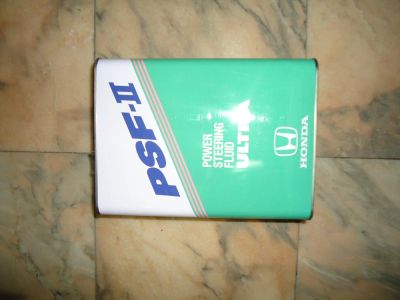 PSF-II
POWER
STEERING
FLUID
ULTRA
HONDA